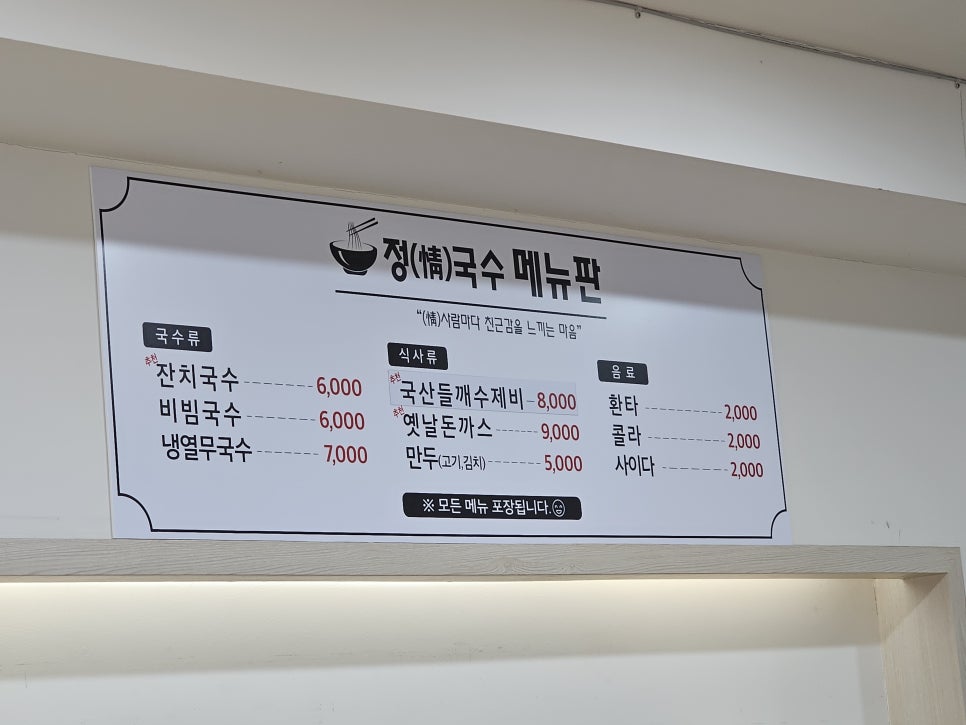 정(情)국수 메뉴판
"(情)사람마다 친근감을 느끼는 마음"
국수류
추천 잔치국수 6,000
비빔국수 6,000
냉열무국수 7,000
식사류
추천 국산들깨수제비 8,000
추천 옛날돈까스 9,000
만두(고기,김치) 5,000
음료
환타 2,000
콜라 2,000
사이다 2,000
※ 모든 메뉴 포장됩니다.